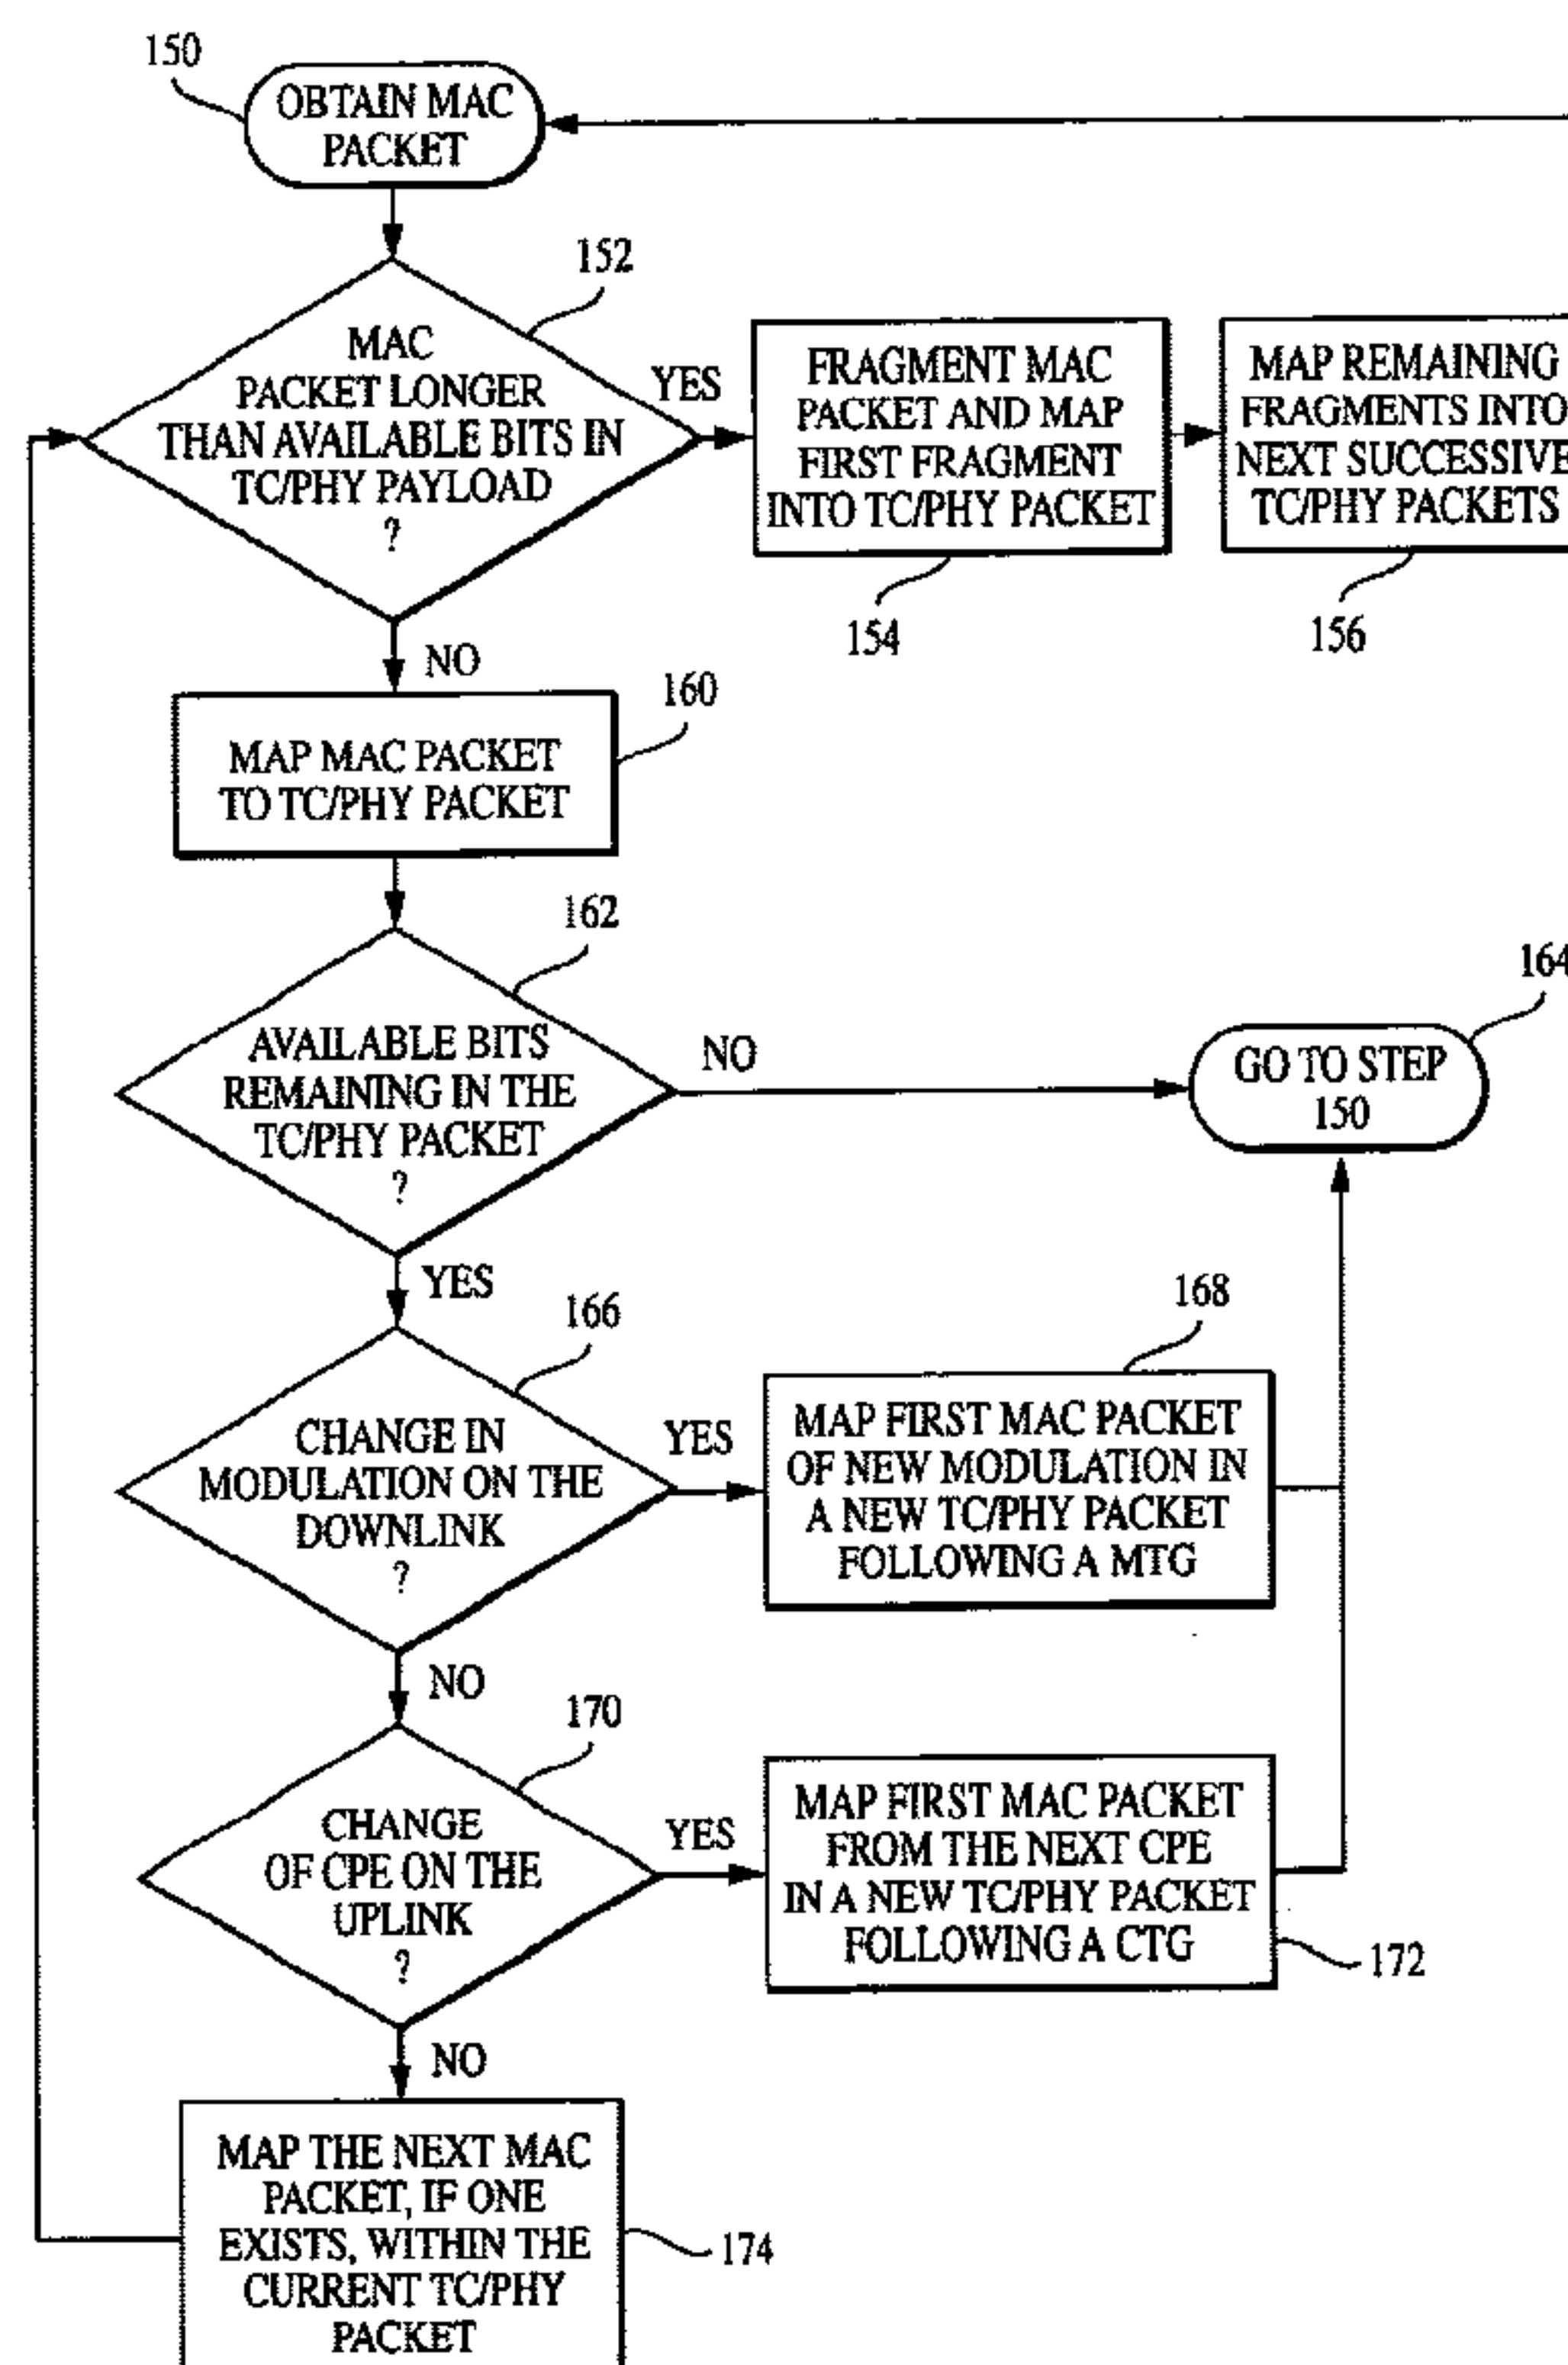 150
OBTAIN MAC
PACKET
152
MAC
PACKET LONGER
THAN AVAILABLE BITS IN
TC/PHY PAYLOAD
?
YES
FRAGMENT MAC
PACKET AND MAP
FIRST FRAGMENT
INTO TC/PHY PACKET
154
MAP REMAINING
FRAGMENTS INTO
NEXT SUCCESSIVE
TC/PHY PACKETS
156
NO
160
MAP MAC PACKET
TO TC/PHY PACKET
162
AVAILABLE BITS
REMAINING IN THE
TC/PHY PACKET
?
NO
164
GO TO STEP
150
YES
166
CHANGE IN
MODULATION ON THE
DOWNLINK
?
YES
168
MAP FIRST MAC PACKET
OF NEW MODULATION IN
A NEW TC/PHY PACKET
FOLLOWING A MTG
NO
170
CHANGE
OF CPE ON THE
UPLINK
?
YES
MAP FIRST MAC PACKET
FROM THE NEXT CPE
IN A NEW TC/PHY PACKET
FOLLOWING A CTG
172
NO
MAP THE NEXT MAC
PACKET, IF ONE
EXISTS, WITHIN THE
CURRENT TC/PHY
PACKET
174